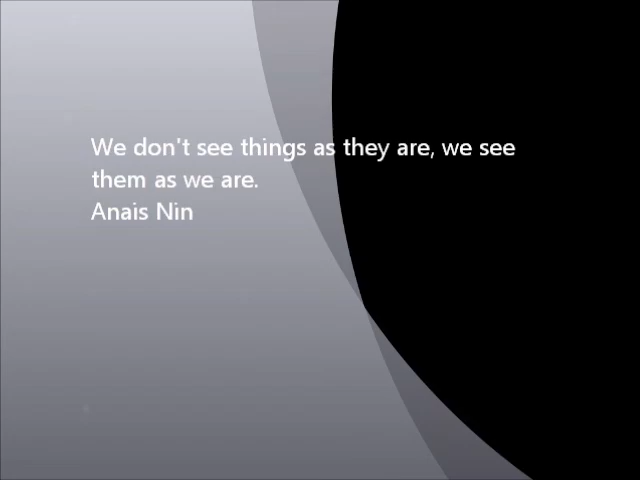 We don't see things as they are, we see
them as we are.
Anais Nin